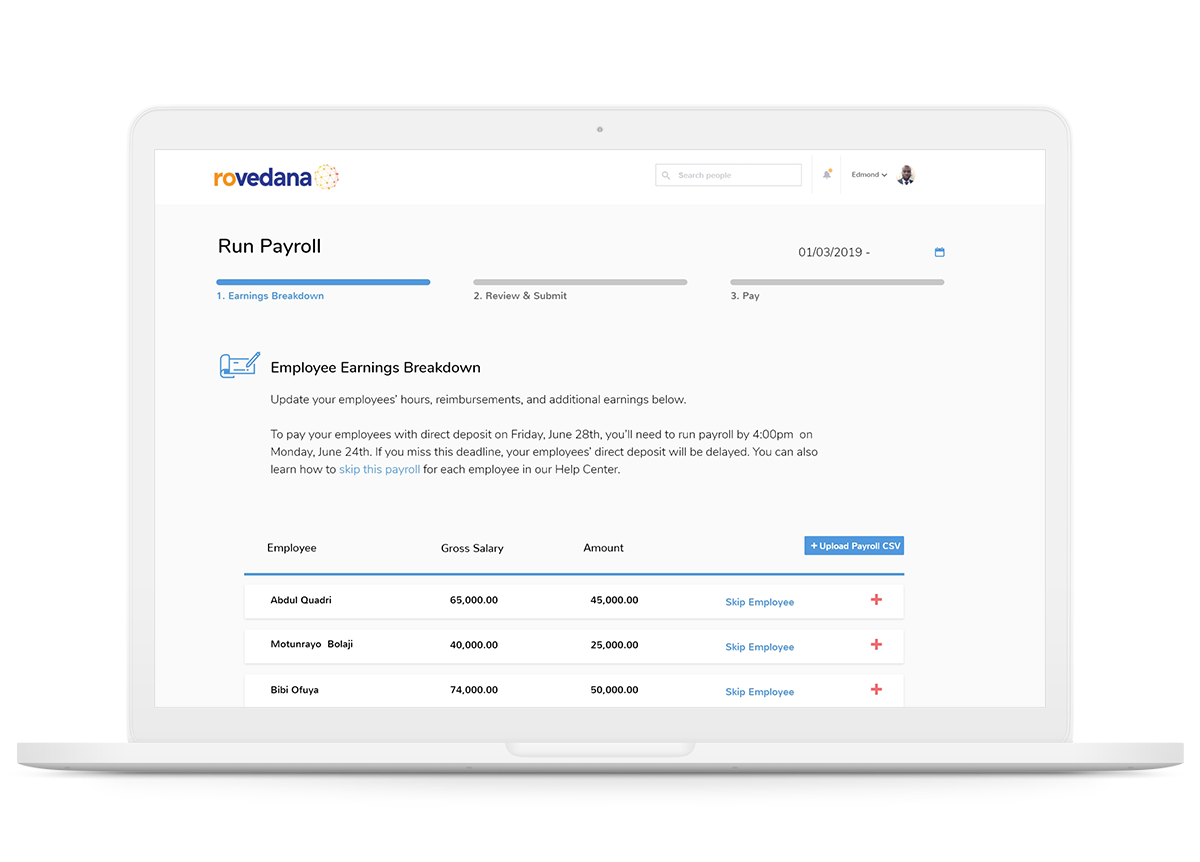 rovedana
Search people
Edmond
Run Payroll
01/03/2019 -
1. Earnings Breakdown
2. Review & Submit
3. Pay
Employee Earnings Breakdown
Update your employees' hours, reimbursements, and additional earnings below.
To pay your employees with direct deposit on Friday, June 28th, you'll need to run payroll by 4:00pm on
Monday, June 24th. If you miss this deadline, your employees' direct deposit will be delayed. You can also
learn how to skip this payroll for each employee in our Help Center.
Employee Gross Salary Amount + Upload Payroll CSV
Abdul Quadri 65,000.00 45,000.00 Skip Employee +
Motunrayo Bolaji 40,000.00 25,000.00 Skip Employee +
Bibi Ofuya 74,000.00 50,000.00 Skip Employee +